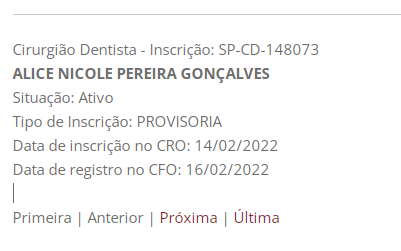 Cirurgião Dentista - Inscrição: SP-CD-148073
ALICE NICOLE PEREIRA GONÇALVES
Situação: Ativo
Tipo de Inscrição: PROVISORIA
Data de inscrição no CRO: 14/02/2022
Data de registro no CFO: 16/02/2022
Primeira | Anterior | Próxima | Última